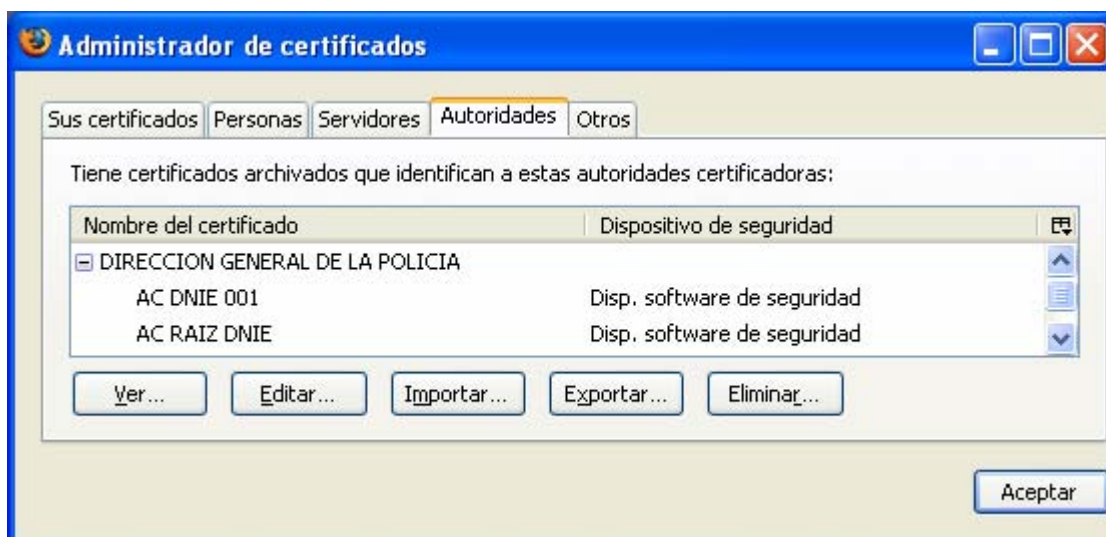 Administrador de certificados
Sus certificados Personas Servidores Autoridades Otros
Tiene certificados archivados que identifican a estas autoridades certificadoras:
Nombre del certificado Dispositivo de seguridad
DIRECCION GENERAL DE LA POLICIA
AC DNIE 001 Disp. software de seguridad
AC RAIZ DNIE Disp. software de seguridad
Ver... Editar... Importar... Exportar... Eliminar...
Aceptar